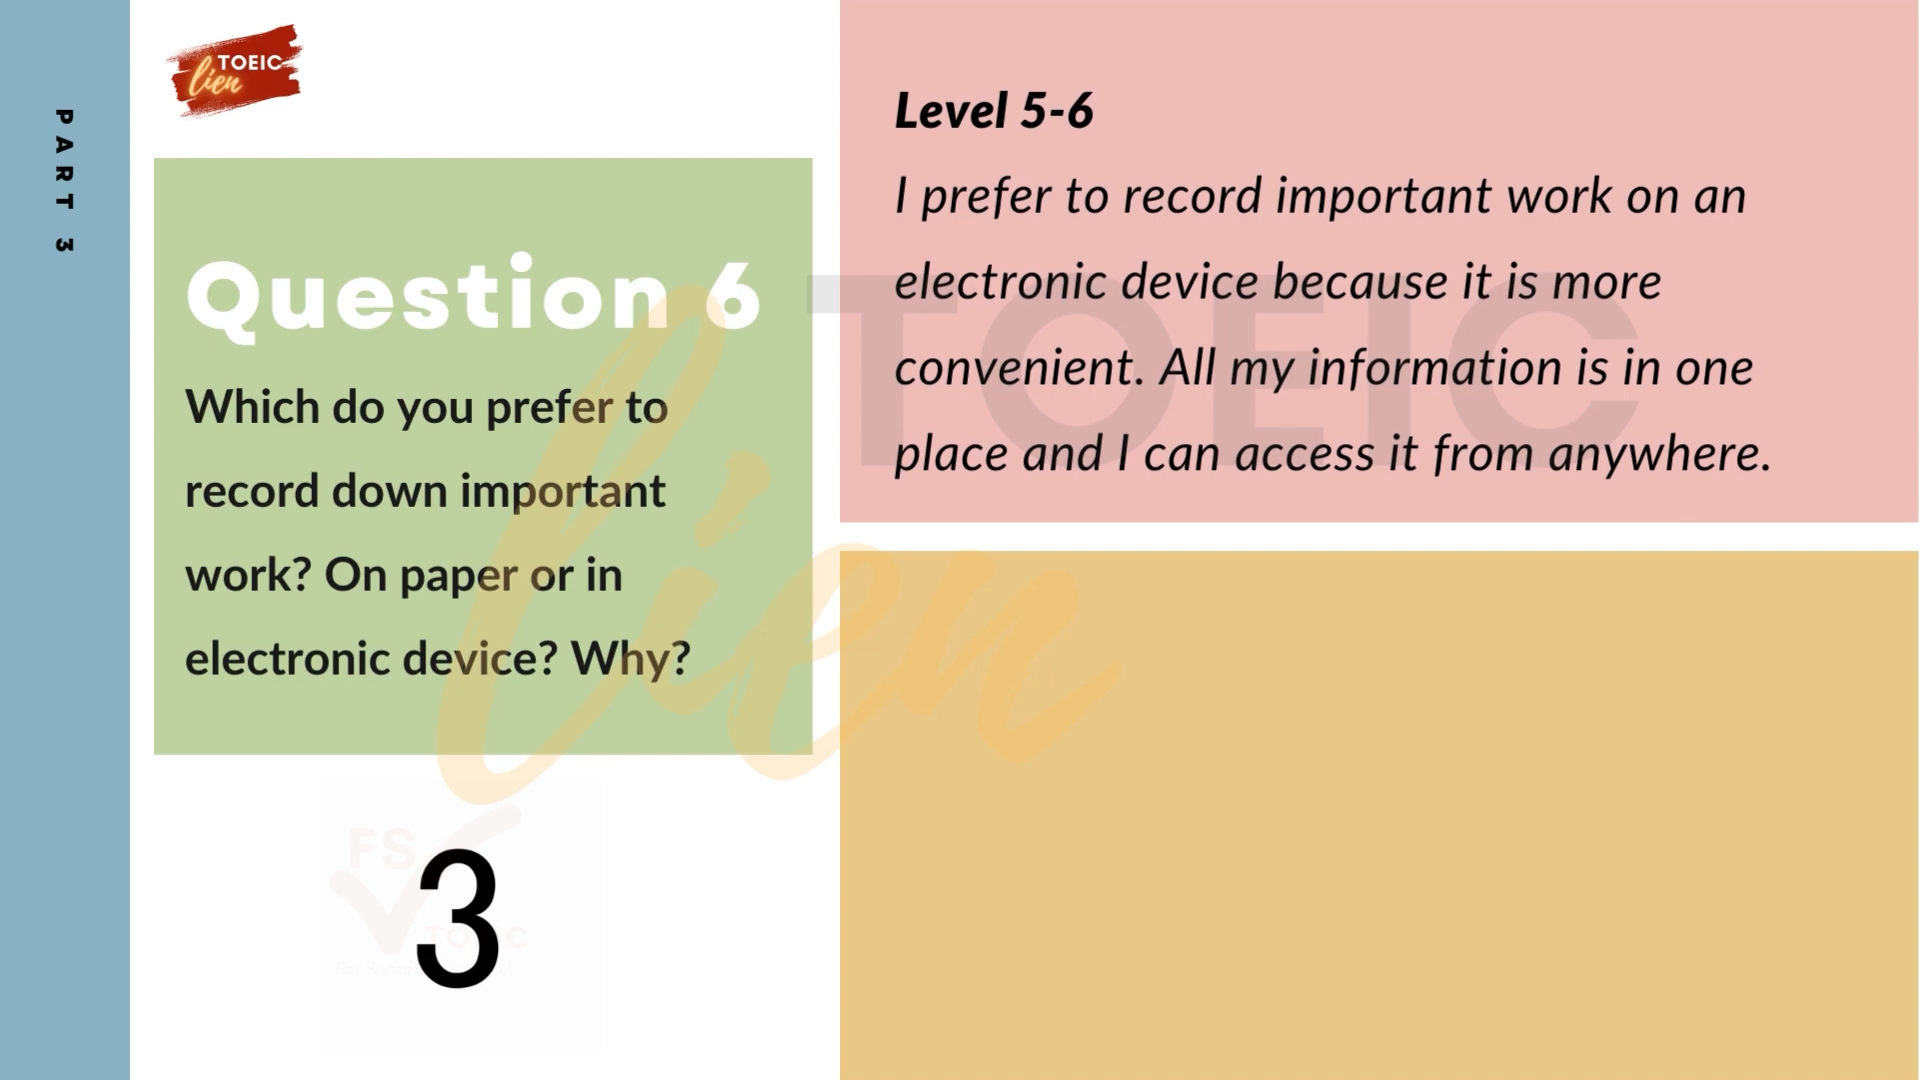 PART 3
TOEIC
lien
Question 6
Which do you prefer to
record down important
work? On paper or in
electronic device? Why?
Level 5-6
I prefer to record important work on an
electronic device because it is more
convenient. All my information is in one
place and I can access it from anywhere.
TOEIC
lien
FS
3